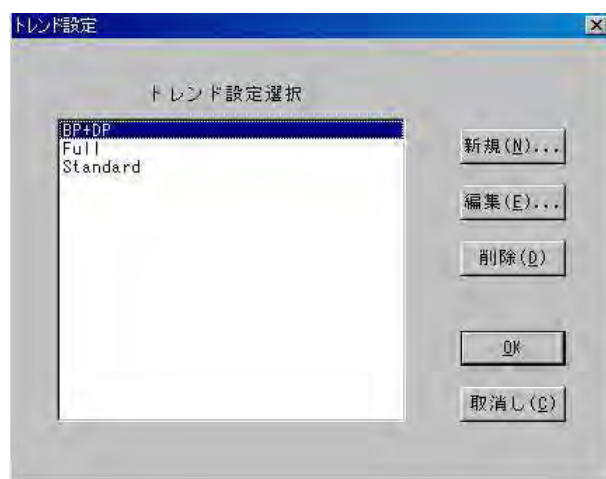 トレンド設定
トレンド設定選択
BP+DP
Full
Standard
新規(N)...
編集(E)...
削除(D)
OK
取消し(C)